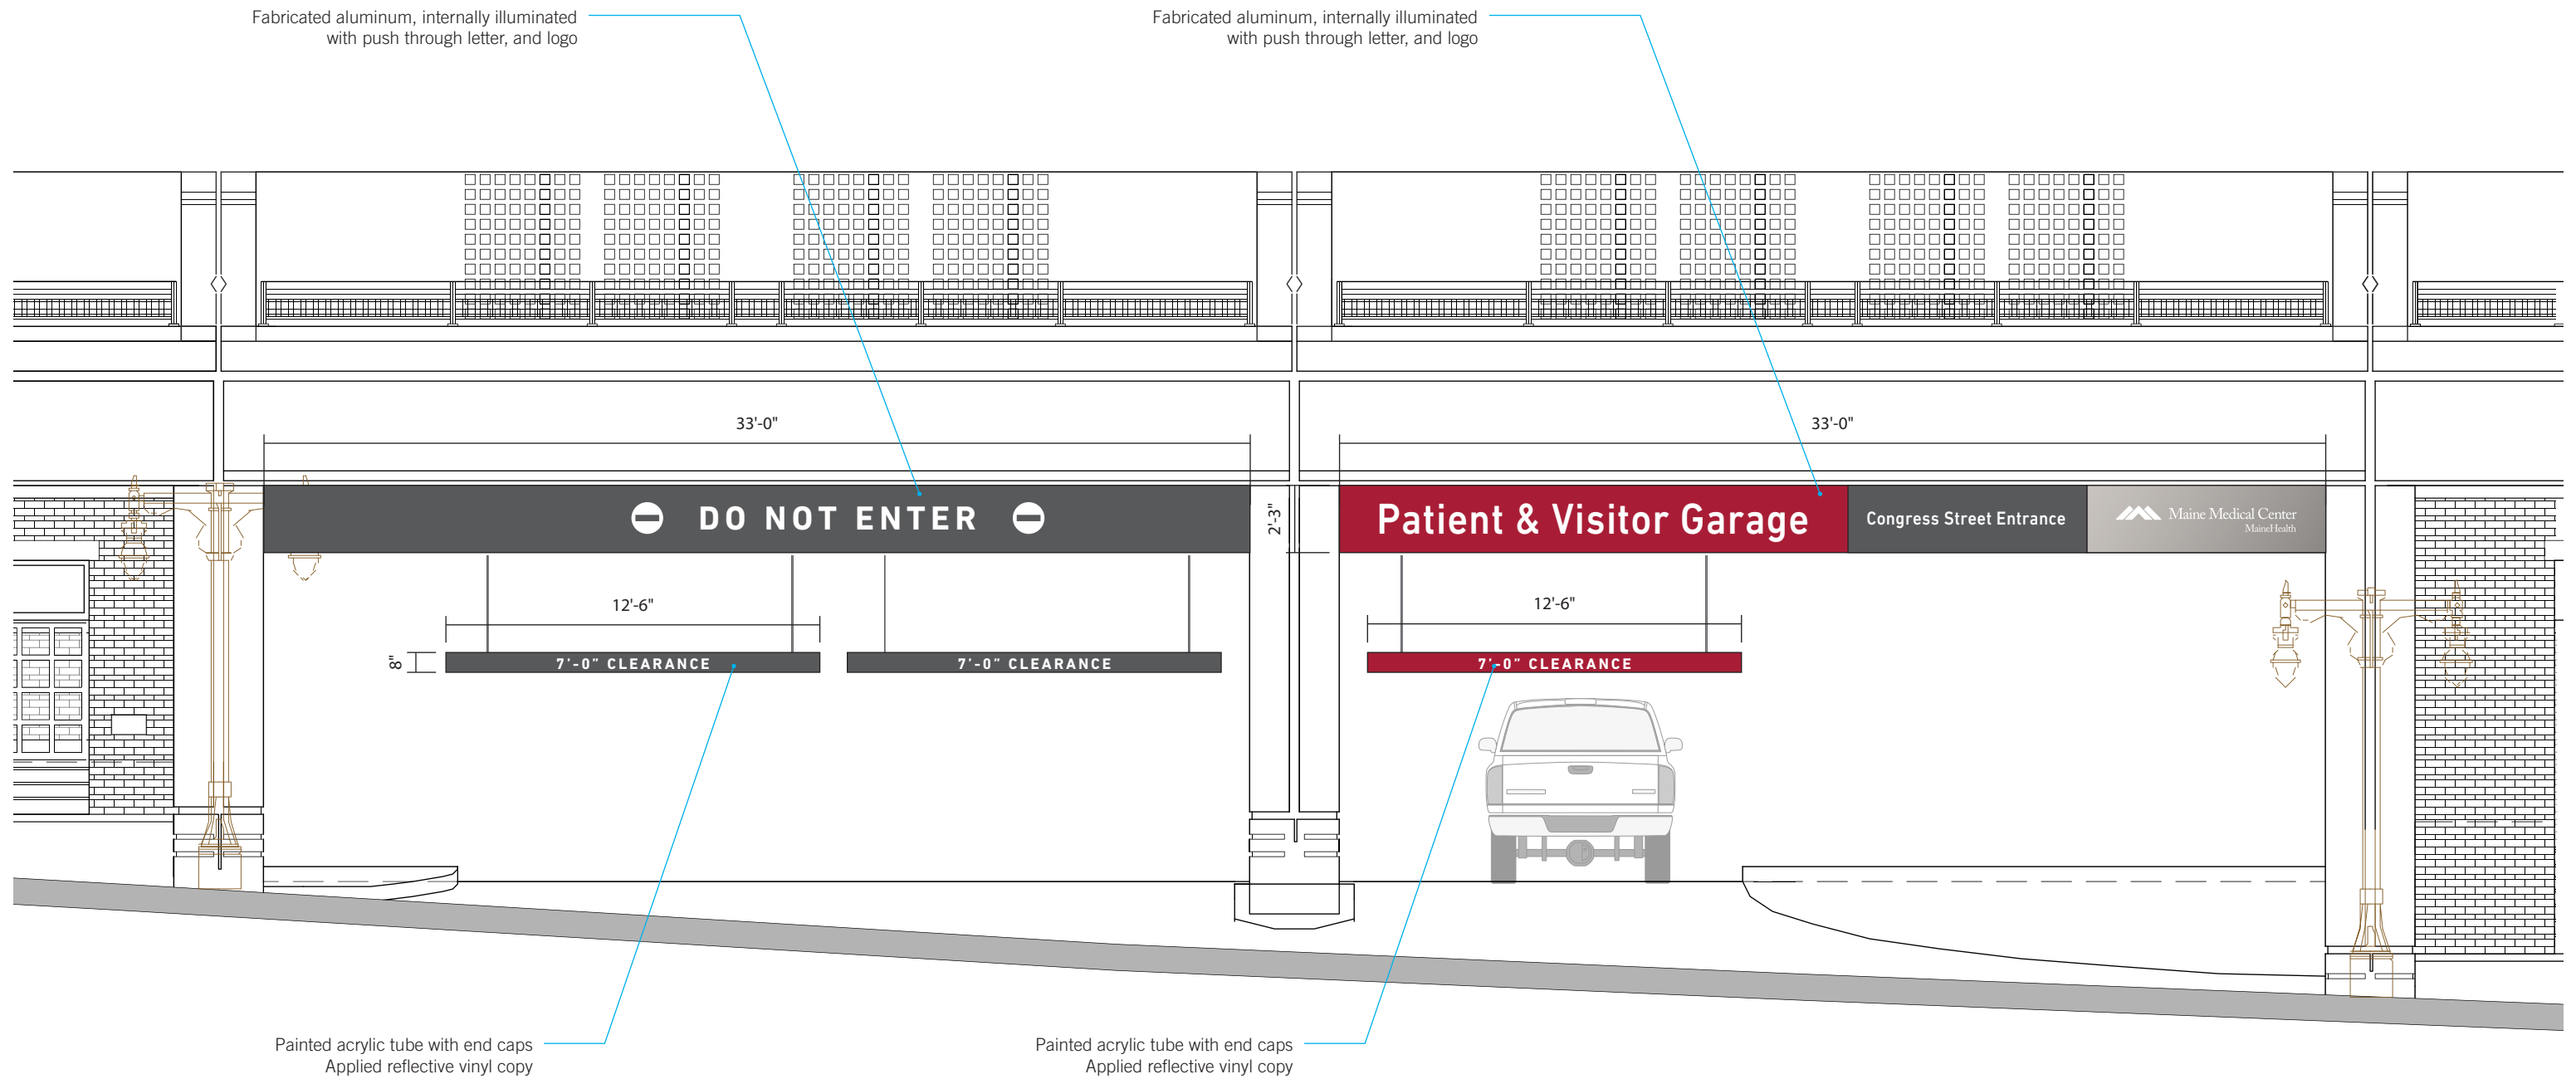 Fabricated aluminum, internally illuminated
with push through letter, and logo
Fabricated aluminum, internally illuminated
with push through letter, and logo
33'-0"
33'-0"
DO NOT ENTER
2'-3"
Patient & Visitor Garage
Congress Street Entrance
Maine Medical Center
MaineHealth
12'-6"
12'-6"
8"
7'-0” CLEARANCE
7'-0” CLEARANCE
7'-0” CLEARANCE
Painted acrylic tube with end caps
Applied reflective vinyl copy
Painted acrylic tube with end caps
Applied reflective vinyl copy